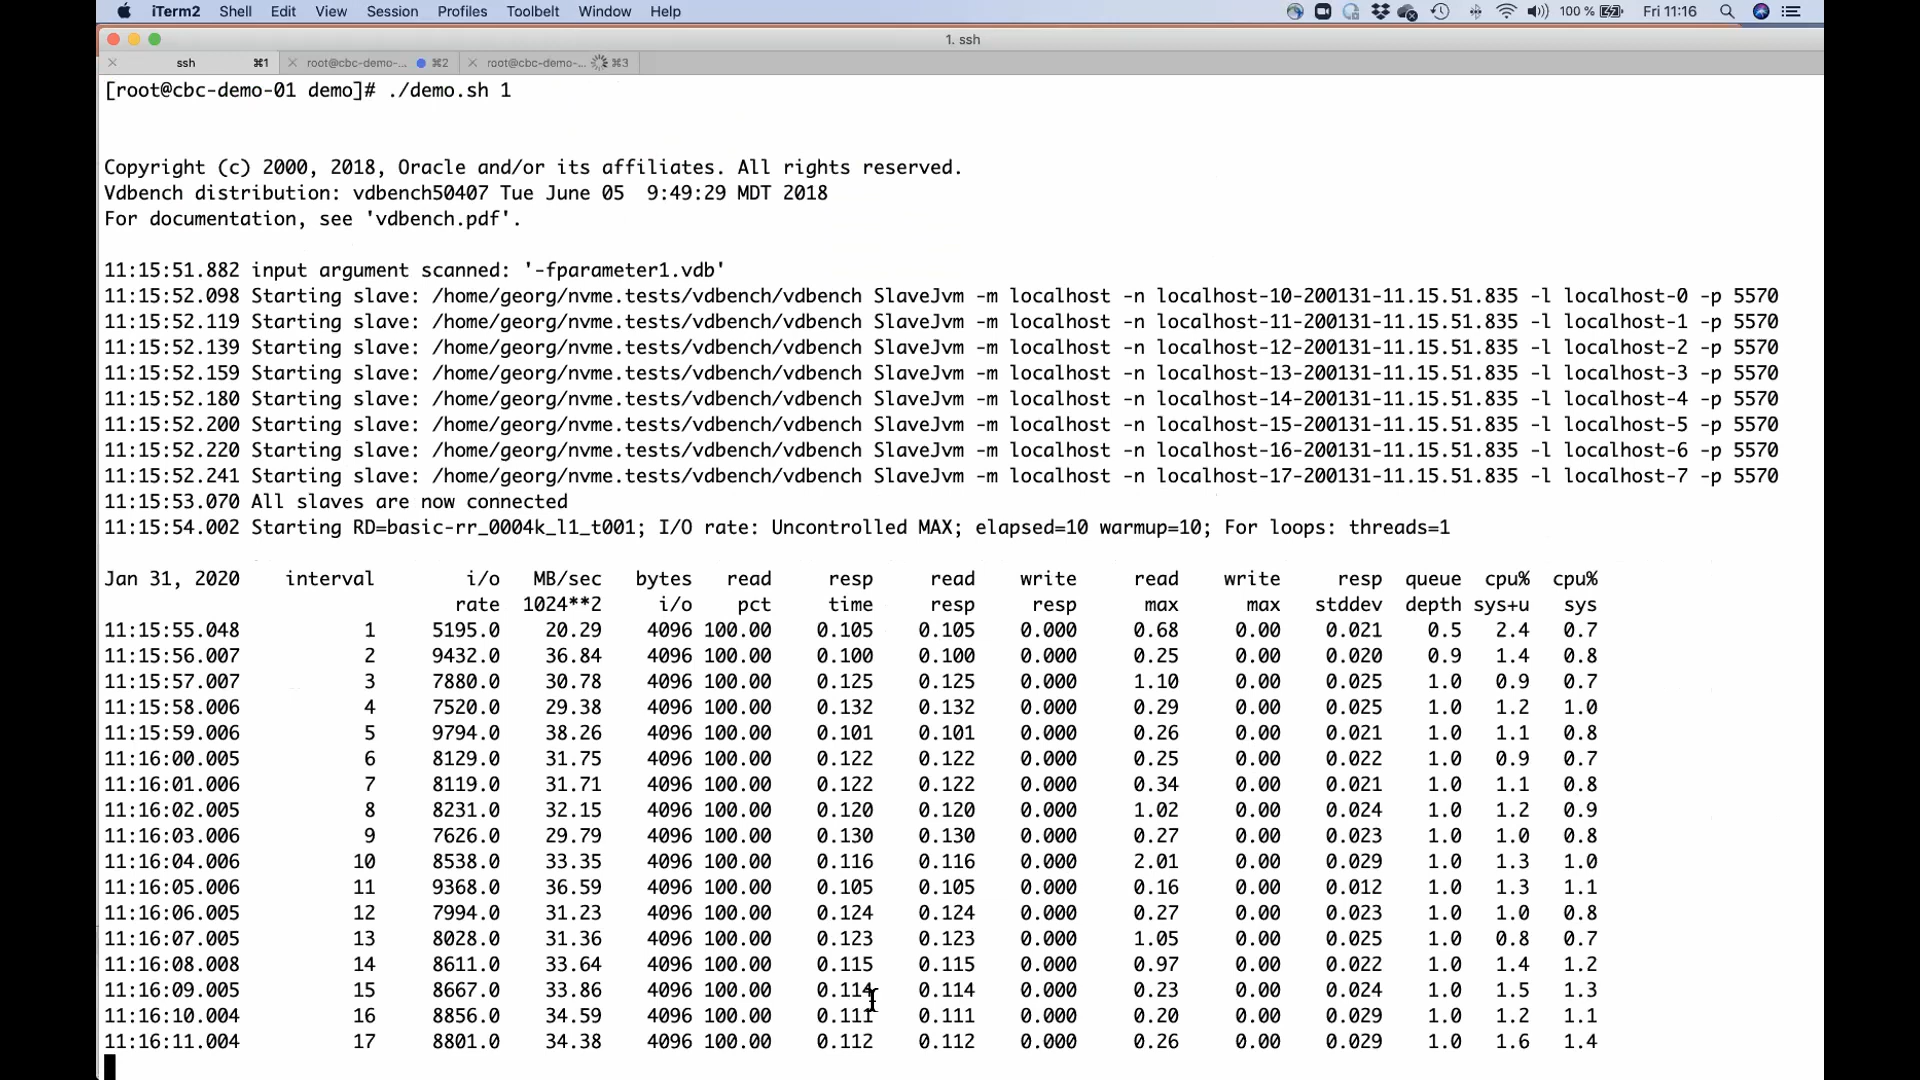 iTerm2 Shell Edit View Session Profiles Toolbelt Window Help 100 % Fri 11:16
1. ssh
ssh ⌘1 root@cbc-demo-... ⌘2 root@cbc-demo-... ⌘3
[root@cbc-demo-01 demo]# ./demo.sh 1
Copyright (c) 2000, 2018, Oracle and/or its affiliates. All rights reserved.
Vdbench distribution: vdbench50407 Tue June 05  9:49:29 MDT 2018
For documentation, see 'vdbench.pdf'.
11:15:51.882 input argument scanned: '-fparameter1.vdb'
11:15:52.098 Starting slave: /home/georg/nvme.tests/vdbench/vdbench SlaveJvm -m localhost -n localhost-10-200131-11.15.51.835 -l localhost-0 -p 5570
11:15:52.119 Starting slave: /home/georg/nvme.tests/vdbench/vdbench SlaveJvm -m localhost -n localhost-11-200131-11.15.51.835 -l localhost-1 -p 5570
11:15:52.139 Starting slave: /home/georg/nvme.tests/vdbench/vdbench SlaveJvm -m localhost -n localhost-12-200131-11.15.51.835 -l localhost-2 -p 5570
11:15:52.159 Starting slave: /home/georg/nvme.tests/vdbench/vdbench SlaveJvm -m localhost -n localhost-13-200131-11.15.51.835 -l localhost-3 -p 5570
11:15:52.180 Starting slave: /home/georg/nvme.tests/vdbench/vdbench SlaveJvm -m localhost -n localhost-14-200131-11.15.51.835 -l localhost-4 -p 5570
11:15:52.200 Starting slave: /home/georg/nvme.tests/vdbench/vdbench SlaveJvm -m localhost -n localhost-15-200131-11.15.51.835 -l localhost-5 -p 5570
11:15:52.220 Starting slave: /home/georg/nvme.tests/vdbench/vdbench SlaveJvm -m localhost -n localhost-16-200131-11.15.51.835 -l localhost-6 -p 5570
11:15:52.241 Starting slave: /home/georg/nvme.tests/vdbench/vdbench SlaveJvm -m localhost -n localhost-17-200131-11.15.51.835 -l localhost-7 -p 5570
11:15:53.070 All slaves are now connected
11:15:54.002 Starting RD=basic-rr_0004k_l1_t001; I/O rate: Uncontrolled MAX; elapsed=10 warmup=10; For loops: threads=1
Jan 31, 2020 interval i/o MB/sec bytes read resp read write read write resp queue cpu% cpu%
rate 1024**2 i/o pct time resp resp max max stddev depth sys+u sys
11:15:55.048 1 5195.0 20.29 4096 100.00 0.105 0.105 0.000 0.68 0.00 0.021 0.5 2.4 0.7
11:15:56.007 2 9432.0 36.84 4096 100.00 0.100 0.100 0.000 0.25 0.00 0.020 0.9 1.4 0.8
11:15:57.007 3 7880.0 30.78 4096 100.00 0.125 0.125 0.000 1.10 0.00 0.025 1.0 0.9 0.7
11:15:58.006 4 7520.0 29.38 4096 100.00 0.132 0.132 0.000 0.29 0.00 0.025 1.0 1.2 1.0
11:15:59.006 5 9794.0 38.26 4096 100.00 0.101 0.101 0.000 0.26 0.00 0.021 1.0 1.1 0.8
11:16:00.005 6 8129.0 31.75 4096 100.00 0.122 0.122 0.000 0.25 0.00 0.022 1.0 0.9 0.7
11:16:01.006 7 8119.0 31.71 4096 100.00 0.122 0.122 0.000 0.34 0.00 0.021 1.0 1.1 0.8
11:16:02.005 8 8231.0 32.15 4096 100.00 0.120 0.120 0.000 1.02 0.00 0.024 1.0 1.2 0.9
11:16:03.006 9 7626.0 29.79 4096 100.00 0.130 0.130 0.000 0.27 0.00 0.023 1.0 1.0 0.8
11:16:04.006 10 8538.0 33.35 4096 100.00 0.116 0.116 0.000 2.01 0.00 0.029 1.0 1.3 1.0
11:16:05.006 11 9368.0 36.59 4096 100.00 0.105 0.105 0.000 0.16 0.00 0.012 1.0 1.3 1.1
11:16:06.005 12 7994.0 31.23 4096 100.00 0.124 0.124 0.000 0.27 0.00 0.023 1.0 1.0 0.8
11:16:07.005 13 8028.0 31.36 4096 100.00 0.123 0.123 0.000 1.05 0.00 0.025 1.0 0.8 0.7
11:16:08.008 14 8611.0 33.64 4096 100.00 0.115 0.115 0.000 0.97 0.00 0.022 1.0 1.4 1.2
11:16:09.005 15 8667.0 33.86 4096 100.00 0.114 0.114 0.000 0.23 0.00 0.024 1.0 1.5 1.3
11:16:10.004 16 8856.0 34.59 4096 100.00 0.111 0.111 0.000 0.20 0.00 0.029 1.0 1.2 1.1
11:16:11.004 17 8801.0 34.38 4096 100.00 0.112 0.112 0.000 0.26 0.00 0.029 1.0 1.6 1.4